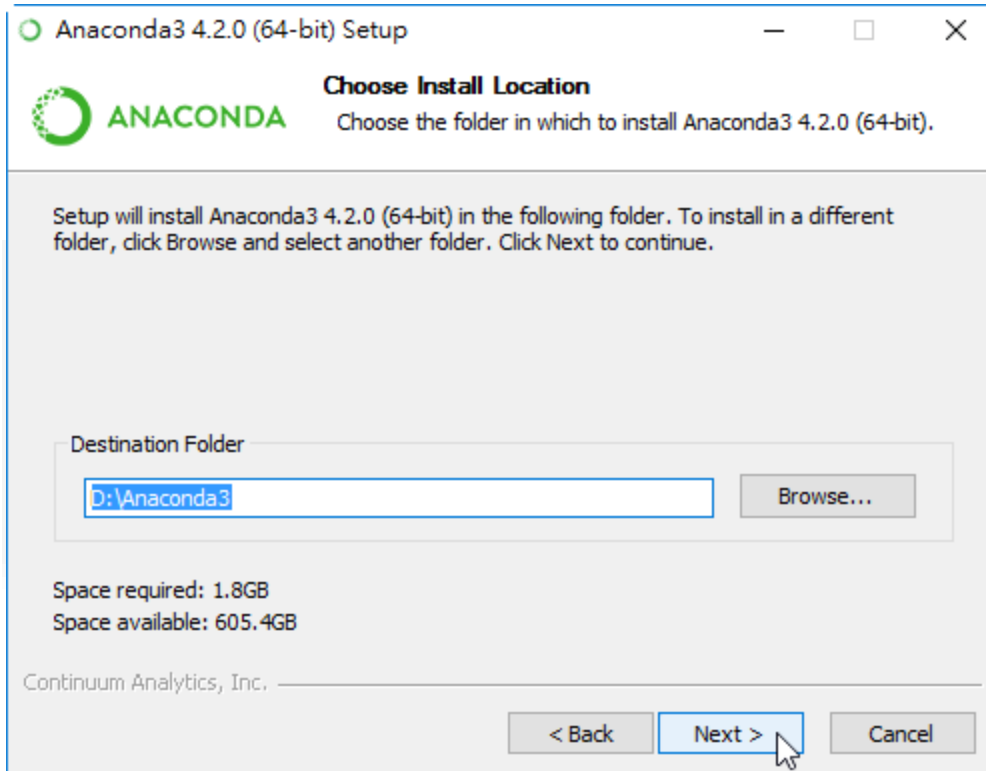 Anaconda3 4.2.0 (64-bit) Setup
ANACONDA
Choose Install Location
Choose the folder in which to install Anaconda3 4.2.0 (64-bit).
Setup will install Anaconda3 4.2.0 (64-bit) in the following folder. To install in a different
folder, click Browse and select another folder. Click Next to continue.
Destination Folder
D:\Anaconda3
Browse...
Space required: 1.8GB
Space available: 605.4GB
Continuum Analytics, Inc.
< Back
Next >
Cancel